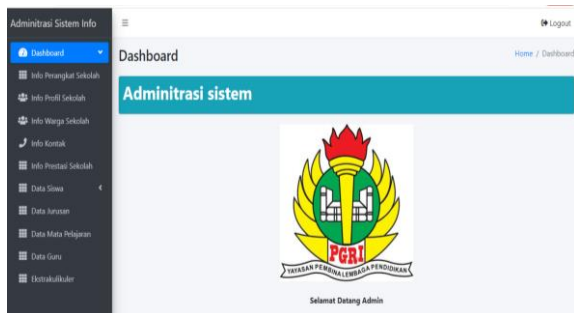 Adminitrasi Sistem Info
Logout
Dashboard
Dashboard
Home / Dashboard
Info Perangkat Sekolah
Adminitrasi sistem
Info Profil Sekolah
Info Warga Sekolah
Info Kontak
Info Prestasi Sekolah
Data Siswa
Data Jurusan
Data Mata Pelajaran
Data Guru
Ekstrakulikuler
PGRI
YAYASAN PEMBINA LEMBAGA PENDIDIKAN
Selamat Datang Admin